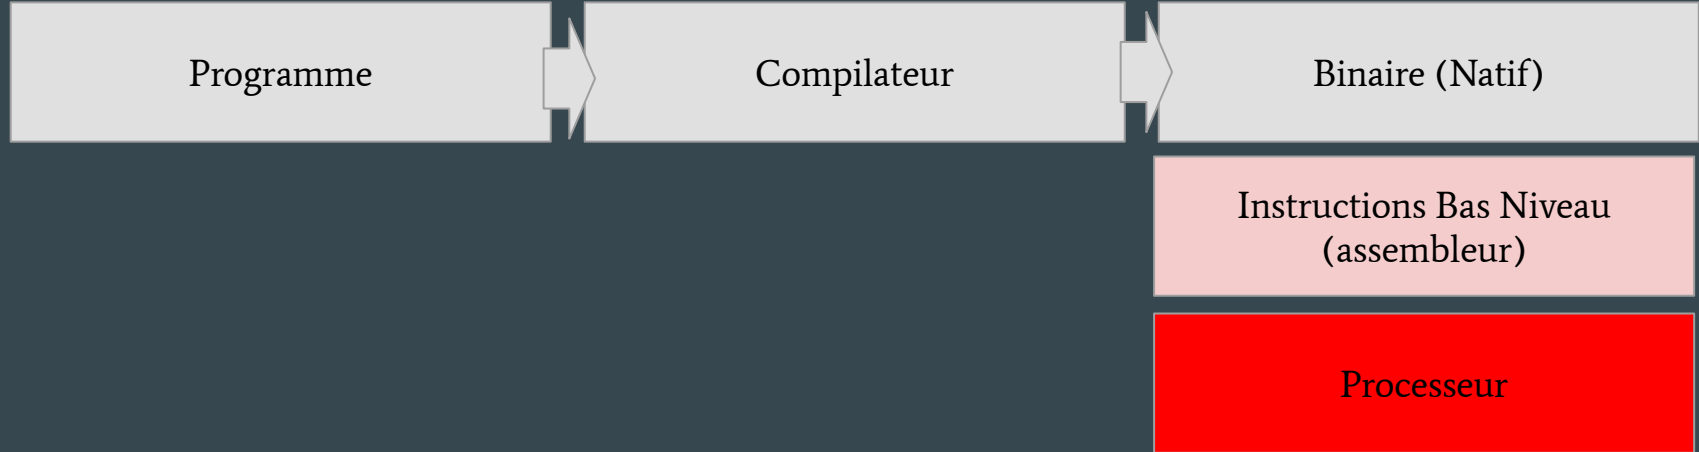 Programme
Compilateur
Binaire (Natif)
Instructions Bas Niveau
(assembleur)
Processeur